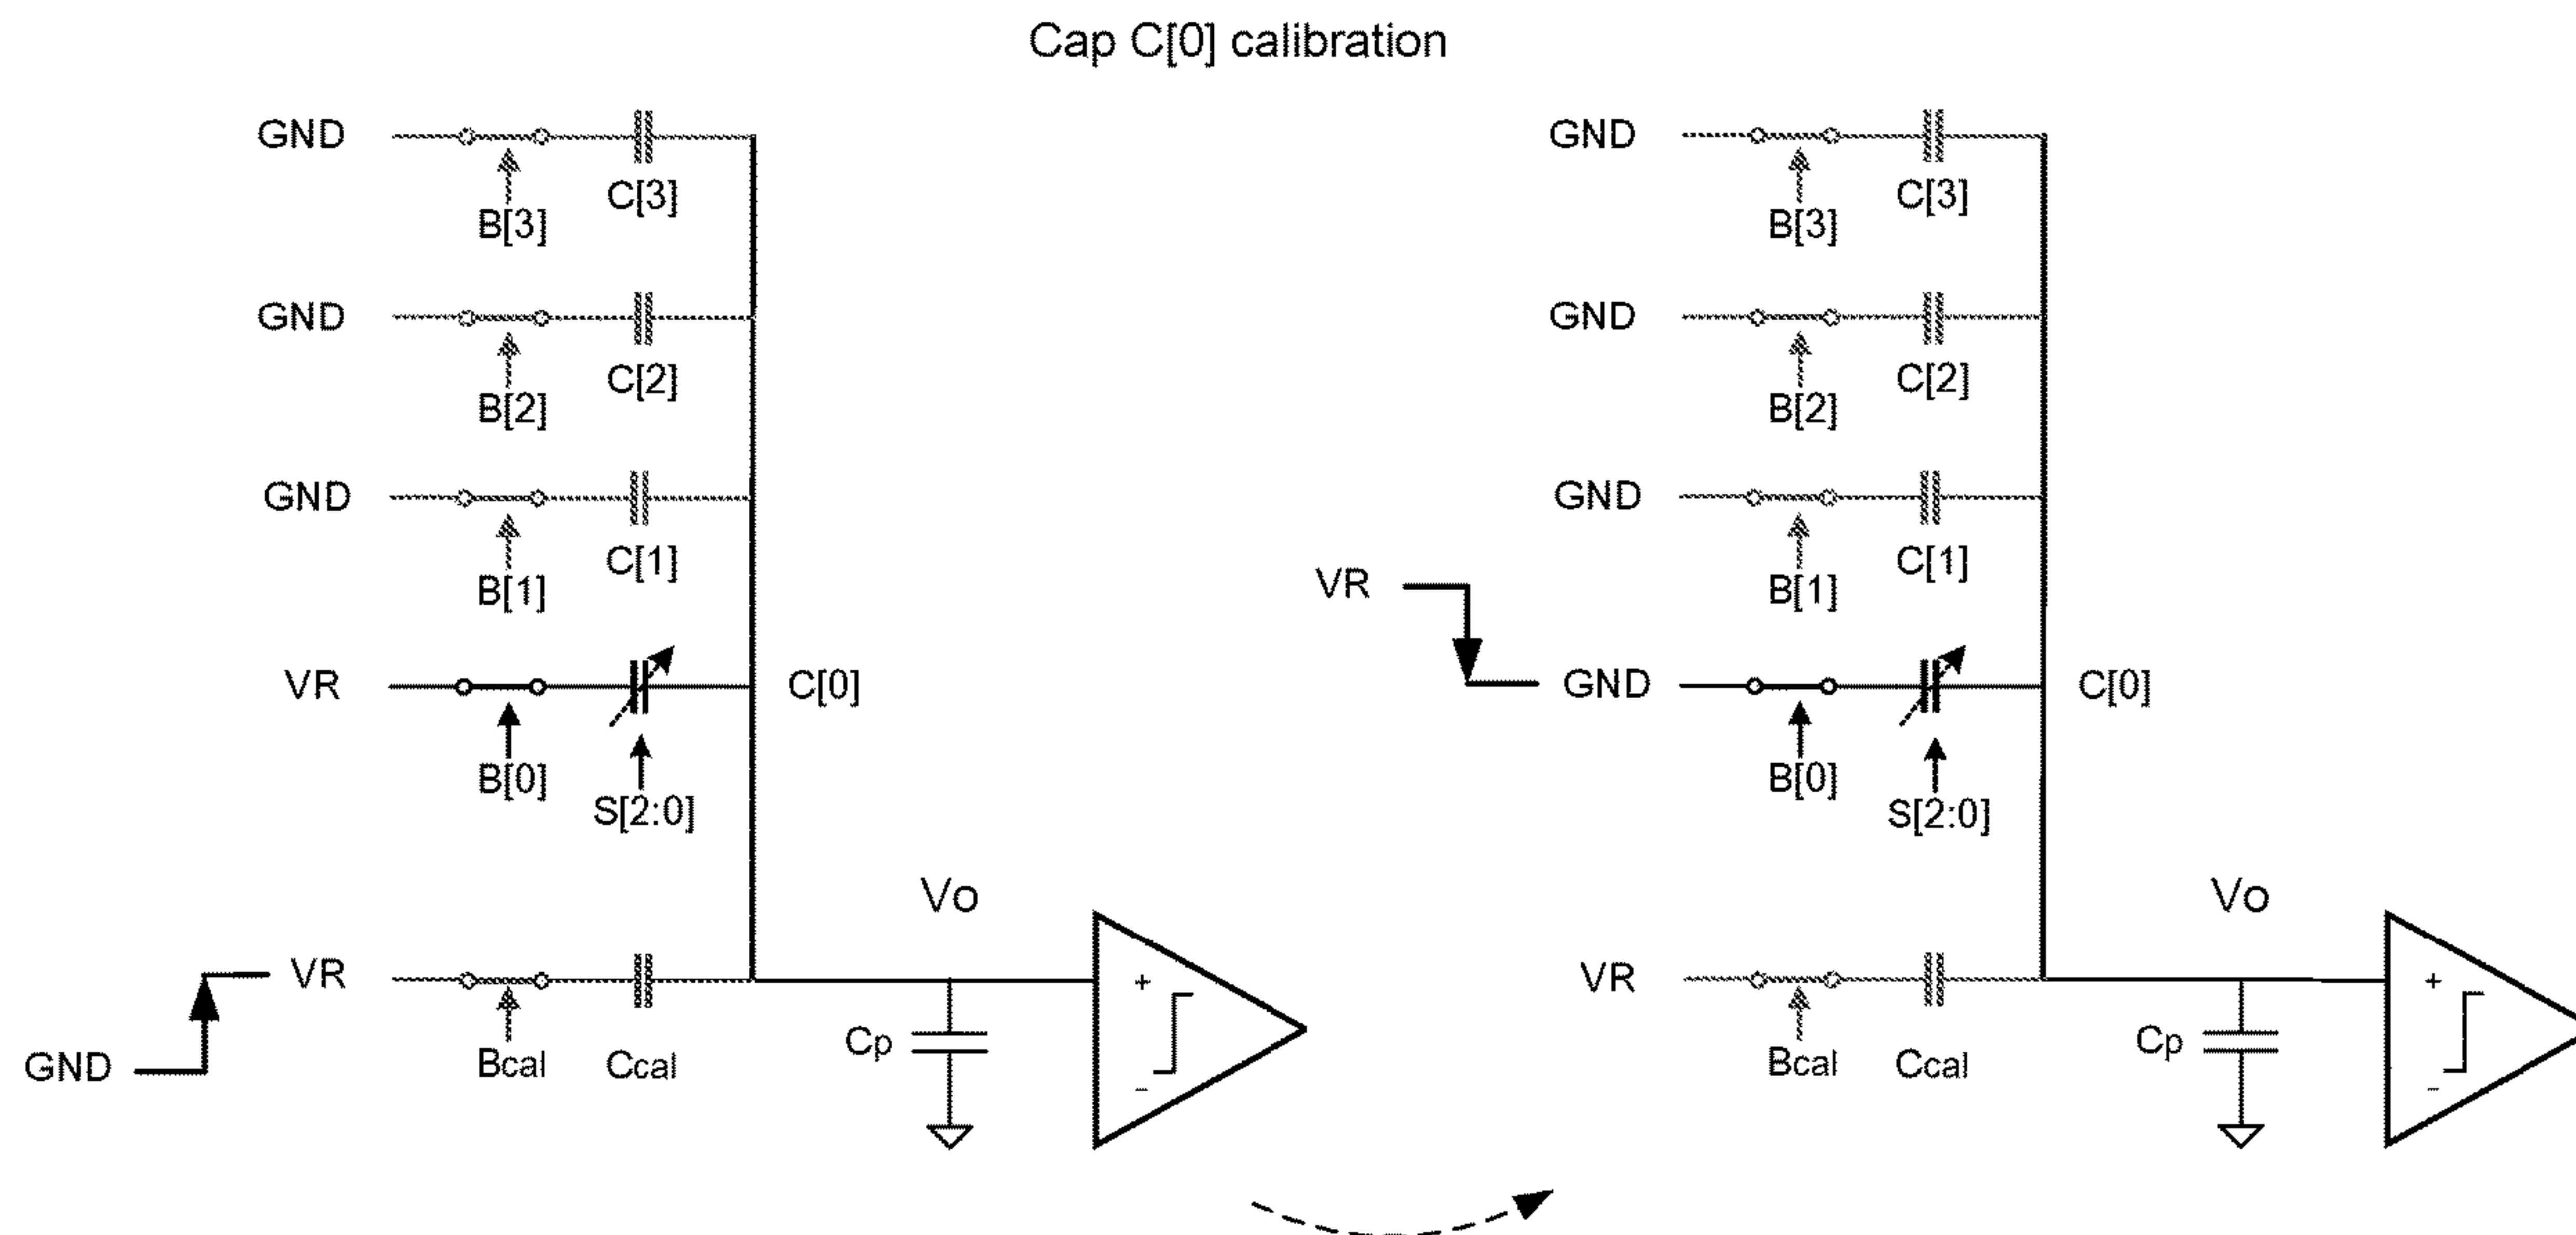 Cap C[0] calibration
GND
C[3]
B[3]
GND
C[2]
B[2]
GND
C[1]
B[1]
VR
C[0]
B[0]
S[2:0]
Vo
GND
VR
Bcal
Ccal
Cp
+
−
GND
C[3]
B[3]
GND
C[2]
B[2]
GND
C[1]
B[1]
VR
GND
C[0]
B[0]
S[2:0]
Vo
VR
Bcal
Ccal
Cp
+
−